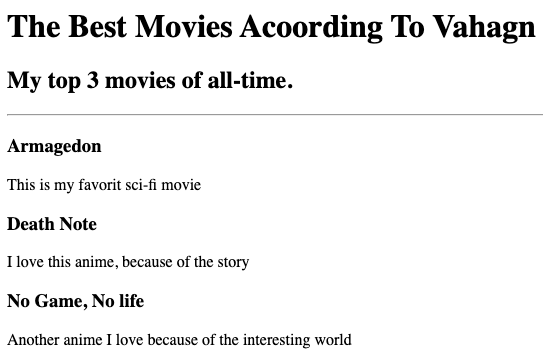 The Best Movies Acoording To Vahagn
My top 3 movies of all-time.
Armagedon
This is my favorit sci-fi movie
Death Note
I love this anime, because of the story
No Game, No life
Another anime I love because of the interesting world